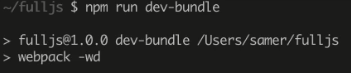 ~/fulljs $ npm run dev-bundle
> fulljs@1.0.0 dev-bundle /Users/samer/fulljs
> webpack -wd